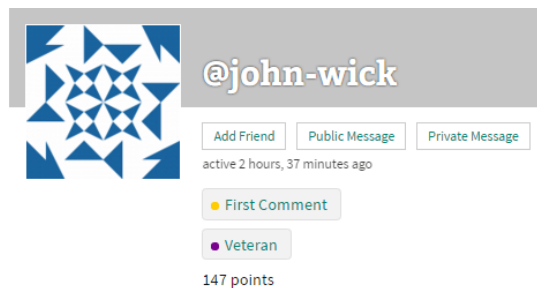 @john-wick
Add Friend Public Message Private Message
active 2 hours, 37 minutes ago
First Comment
Veteran
147 points